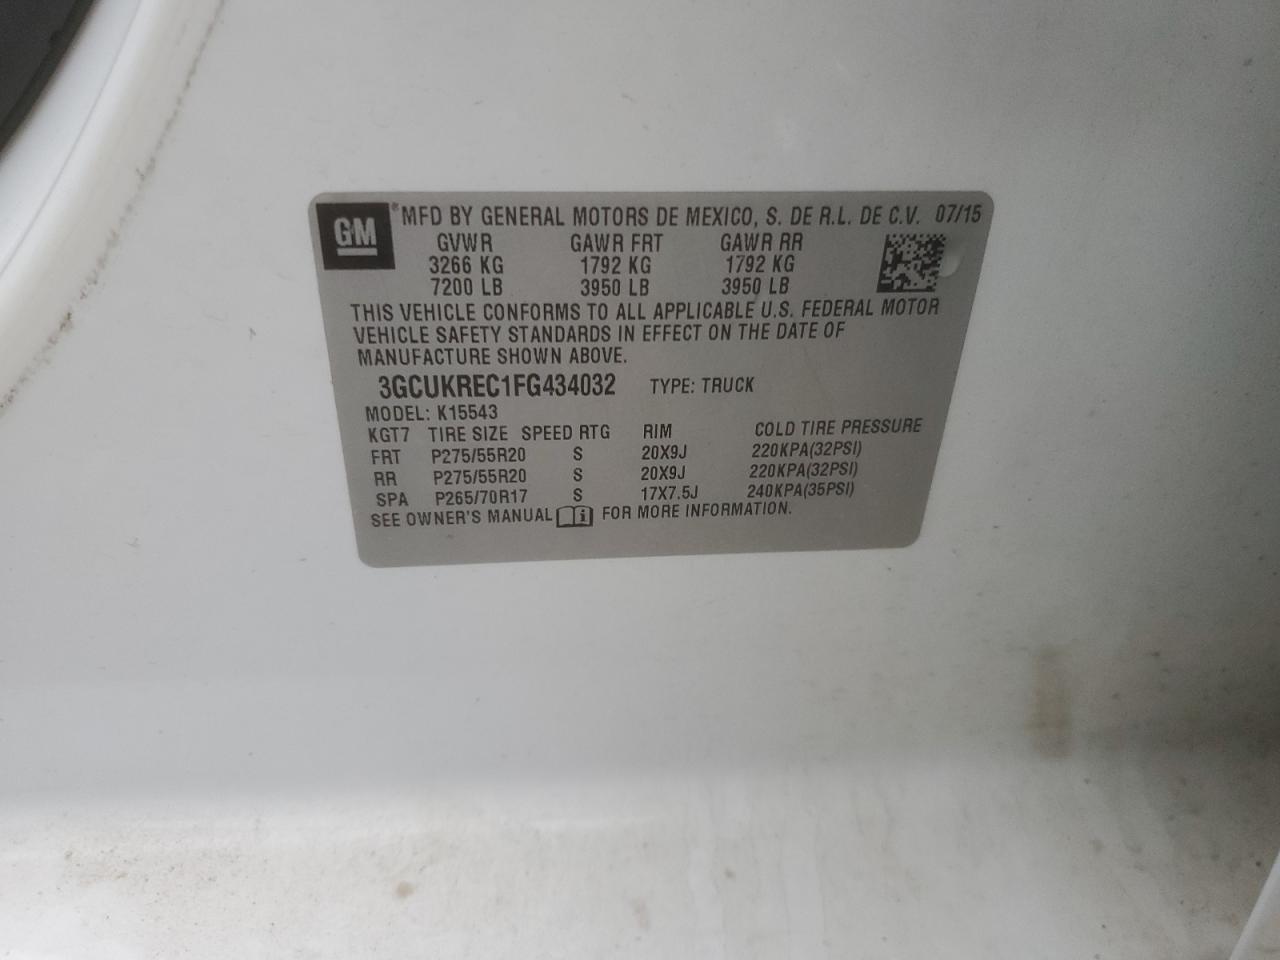 GM ® MFD BY GENERAL MOTORS DE MEXICO, S. DE R.L. DE C.V. 07/15
GVWR GAWR FRT GAWR RR
3266 KG 1792 KG 1792 KG
7200 LB 3950 LB 3950 LB
THIS VEHICLE CONFORMS TO ALL APPLICABLE U.S. FEDERAL MOTOR
VEHICLE SAFETY STANDARDS IN EFFECT ON THE DATE OF
MANUFACTURE SHOWN ABOVE.
3GCUKREC1FG434032 TYPE: TRUCK
MODEL: K15543
KGT7 TIRE SIZE SPEED RTG RIM COLD TIRE PRESSURE
FRT P275/55R20 S 20X9J 220KPA(32PSI)
RR P275/55R20 S 20X9J 220KPA(32PSI)
SPA P265/70R17 S 17X7.5J 240KPA(35PSI)
SEE OWNER'S MANUAL i FOR MORE INFORMATION.